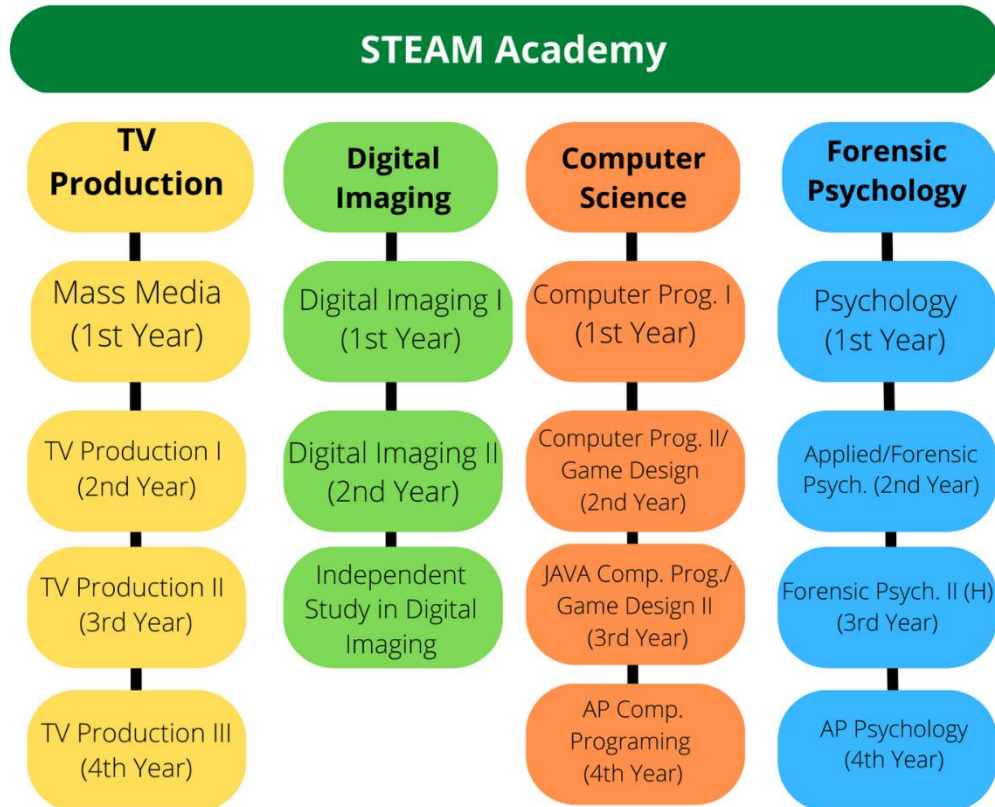 STEAM Academy
TV
Production
Mass Media
(1st Year)
TV Production I
(2nd Year)
TV Production II
(3rd Year)
TV Production III
(4th Year)
Digital
Imaging
Digital Imaging I
(1st Year)
Digital Imaging II
(2nd Year)
Independent
Study in Digital
Imaging
Computer
Science
Computer Prog. I
(1st Year)
Computer Prog. II/
Game Design
(2nd Year)
JAVA Comp. Prog./
Game Design II
(3rd Year)
AP Comp.
Programing
(4th Year)
Forensic
Psychology
Psychology
(1st Year)
Applied/Forensic
Psych. (2nd Year)
Forensic Psych. II (H)
(3rd Year)
AP Psychology
(4th Year)